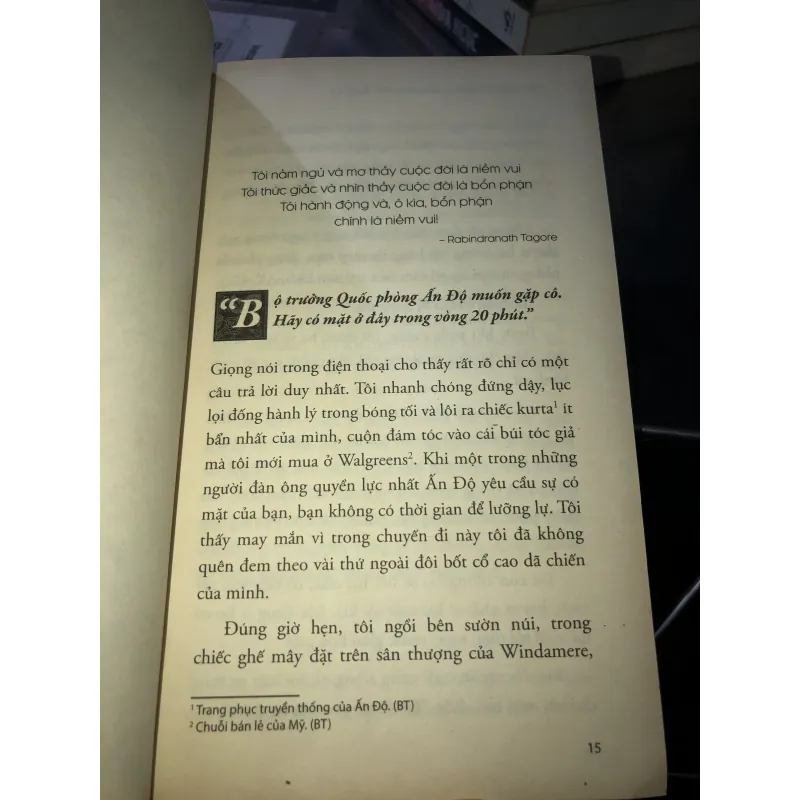 Tôi nằm ngủ và mơ thấy cuộc đời là niềm vui
Tôi thức giấc và nhìn thấy cuộc đời là bổn phận
Tôi hành động và, ô kìa, bổn phận
chính là niềm vui!
– Rabindranath Tagore
“Bộ trưởng Quốc phòng Ấn Độ muốn gặp cô.
Hãy có mặt ở đây trong vòng 20 phút.”
Giọng nói trong điện thoại cho thấy rất rõ chỉ có một
câu trả lời duy nhất. Tôi nhanh chóng đứng dậy, lục
lọi đống hành lý trong bóng tối và lôi ra chiếc kurta¹ ít
bẩn nhất của mình, cuộn đám tóc vào cái búi tóc giả
mà tôi mới mua ở Walgreens². Khi một trong những
người đàn ông quyền lực nhất Ấn Độ yêu cầu sự có
mặt của bạn, bạn không có thời gian để lưỡng lự. Tôi
thấy may mắn vì trong chuyến đi này tôi đã không
quên đem theo vài thứ ngoài đôi bốt cổ cao dã chiến
của mình.
Đúng giờ hẹn, tôi ngồi bên sườn núi, trong
chiếc ghế mây đặt trên sân thượng của Windamere,
¹ Trang phục truyền thống của Ấn Độ. (BT)
² Chuỗi bán lẻ của Mỹ. (BT)
15